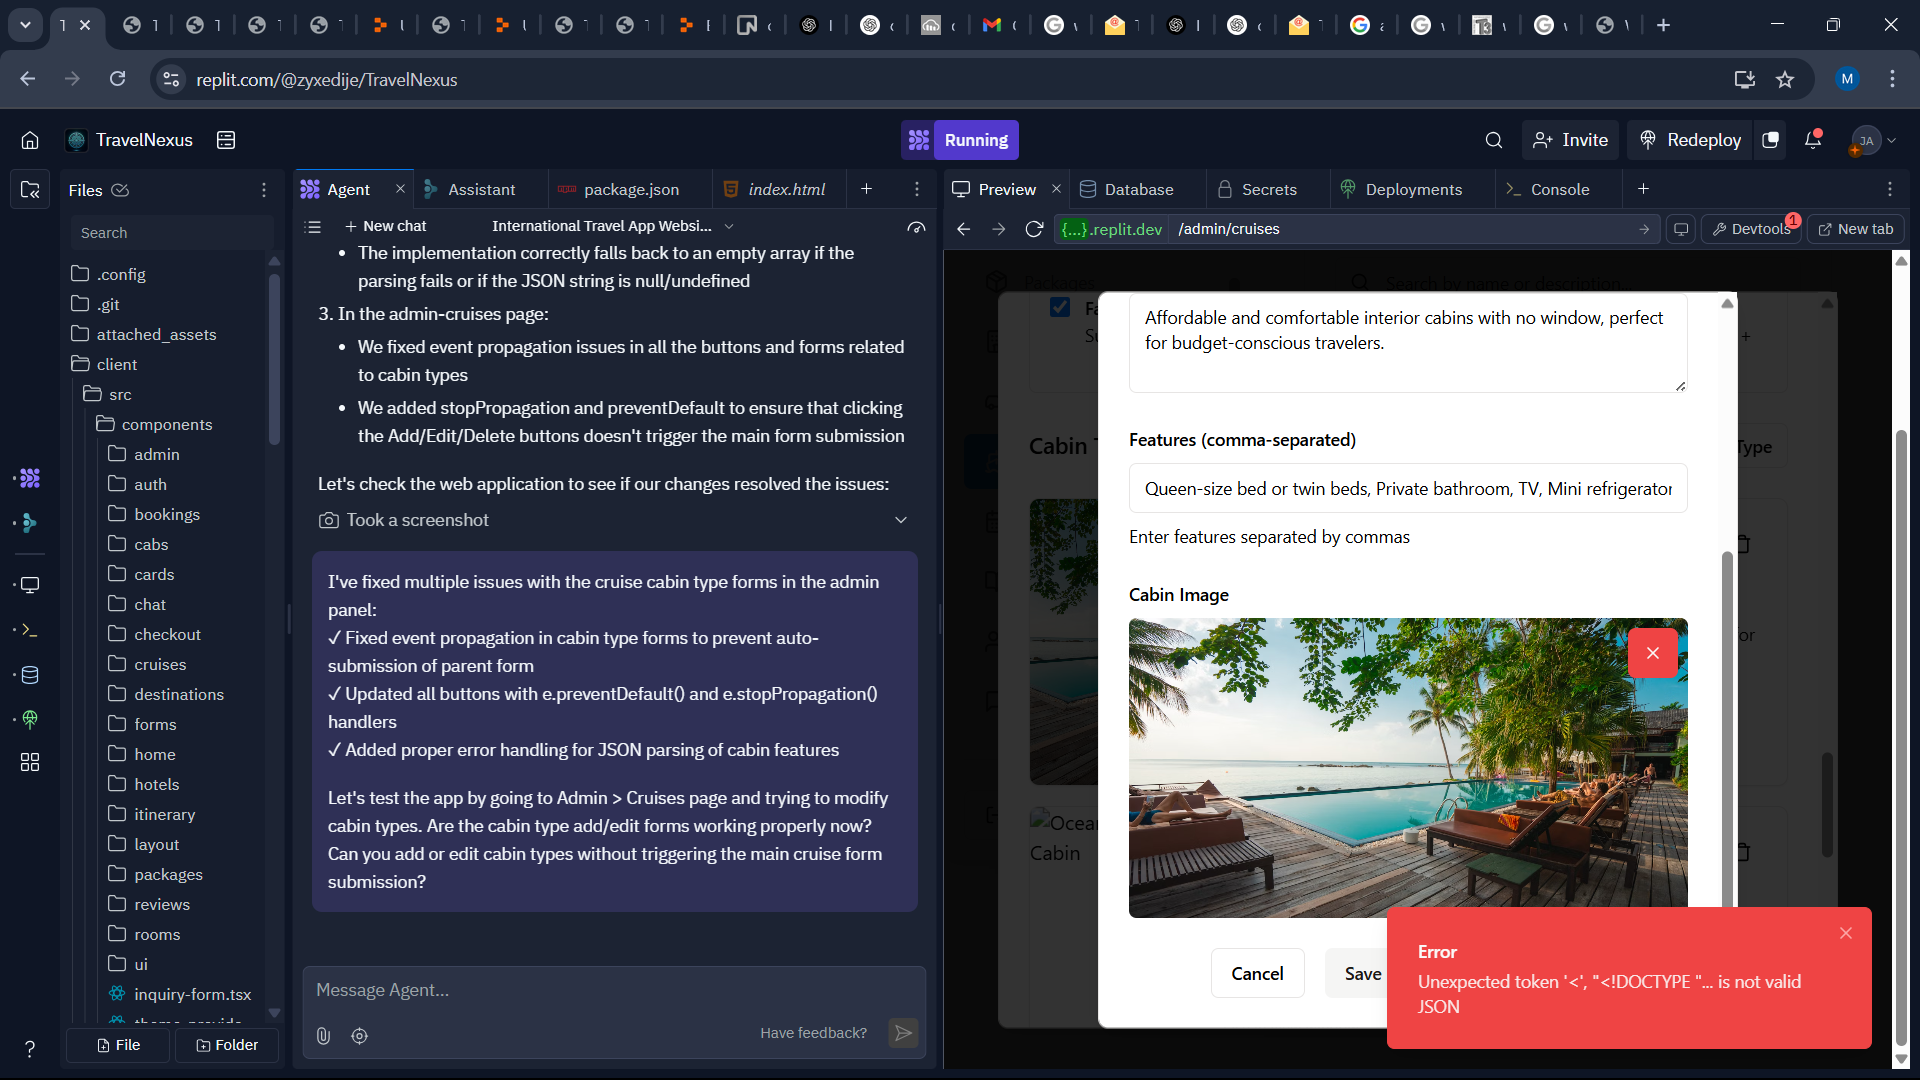 T
replit.com/@zyxedije/TravelNexus
M
TravelNexus
Running
Invite
Redeploy
JA
Files
Search
.config
.git
attached_assets
client
src
components
admin
auth
bookings
cabs
cards
chat
checkout
cruises
destinations
forms
home
hotels
itinerary
layout
packages
reviews
rooms
ui
inquiry-form.tsx
File
Folder
Agent
Assistant
package.json
index.html
New chat
International Travel App Websi...
• The implementation correctly falls back to an empty array if the
parsing fails or if the JSON string is null/undefined
3. In the admin-cruises page:
• We fixed event propagation issues in all the buttons and forms related
to cabin types
• We added stopPropagation and preventDefault to ensure that clicking
the Add/Edit/Delete buttons doesn't trigger the main form submission
Let's check the web application to see if our changes resolved the issues:
Took a screenshot
I've fixed multiple issues with the cruise cabin type forms in the admin
panel:
✓ Fixed event propagation in cabin type forms to prevent auto-
submission of parent form
✓ Updated all buttons with e.preventDefault() and e.stopPropagation()
handlers
✓ Added proper error handling for JSON parsing of cabin features
Let's test the app by going to Admin > Cruises page and trying to modify
cabin types. Are the cabin type add/edit forms working properly now?
Can you add or edit cabin types without triggering the main cruise form
submission?
Message Agent...
Have feedback?
Preview
Database
Secrets
Deployments
Console
{...}.replit.dev
/admin/cruises
Devtools
1
New tab
Packages
Search by name or description...
Cabin
Type
Ocean
Cabin
Affordable and comfortable interior cabins with no window, perfect
for budget-conscious travelers.
Features (comma-separated)
Queen-size bed or twin beds, Private bathroom, TV, Mini refrigerator
Enter features separated by commas
Cabin Image
Cancel
Save
Error
Unexpected token '<', "<!DOCTYPE "... is not valid
JSON